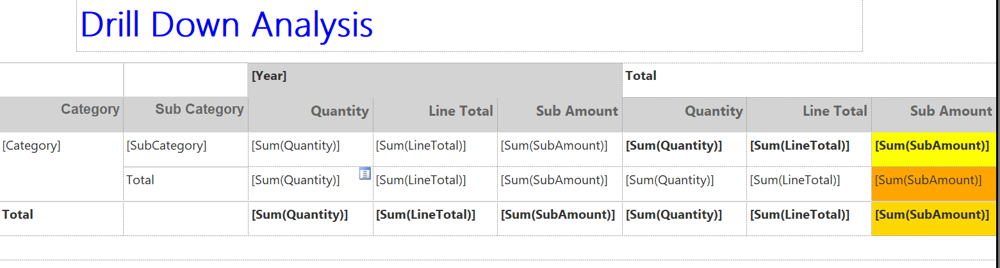 Drill Down Analysis
[Year] Total
Category Sub Category Quantity Line Total Sub Amount Quantity Line Total Sub Amount
[Category] [SubCategory] [Sum(Quantity)] [Sum(LineTotal)] [Sum(SubAmount)] [Sum(Quantity)] [Sum(LineTotal)] [Sum(SubAmount)]
Total [Sum(Quantity)] [Sum(LineTotal)] [Sum(SubAmount)] [Sum(Quantity)] [Sum(LineTotal)] [Sum(SubAmount)]
Total [Sum(Quantity)] [Sum(LineTotal)] [Sum(SubAmount)] [Sum(Quantity)] [Sum(LineTotal)] [Sum(SubAmount)]